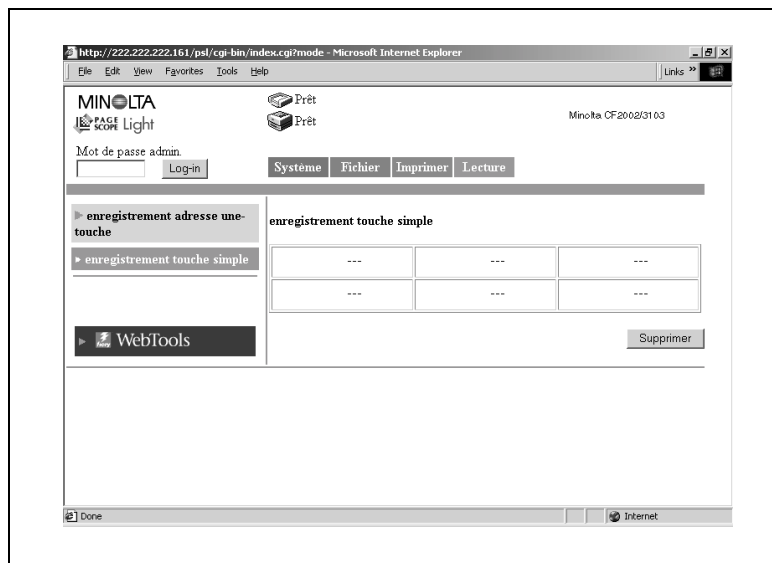 http://222.222.222.161/psl/cgi-bin/index.cgi?mode - Microsoft Internet Explorer
File Edit View Favorites Tools Help
Links »
MINOLTA
PAGE SCOPE Light
Prêt
Prêt
Minolta CF2002/3103
Mot de passe admin.
Log-in
Système Fichier Imprimer Lecture
enregistrement adresse une-
touche
enregistrement touche simple
enregistrement touche simple
--- --- ---
--- --- ---
WebTools
Supprimer
Done
Internet